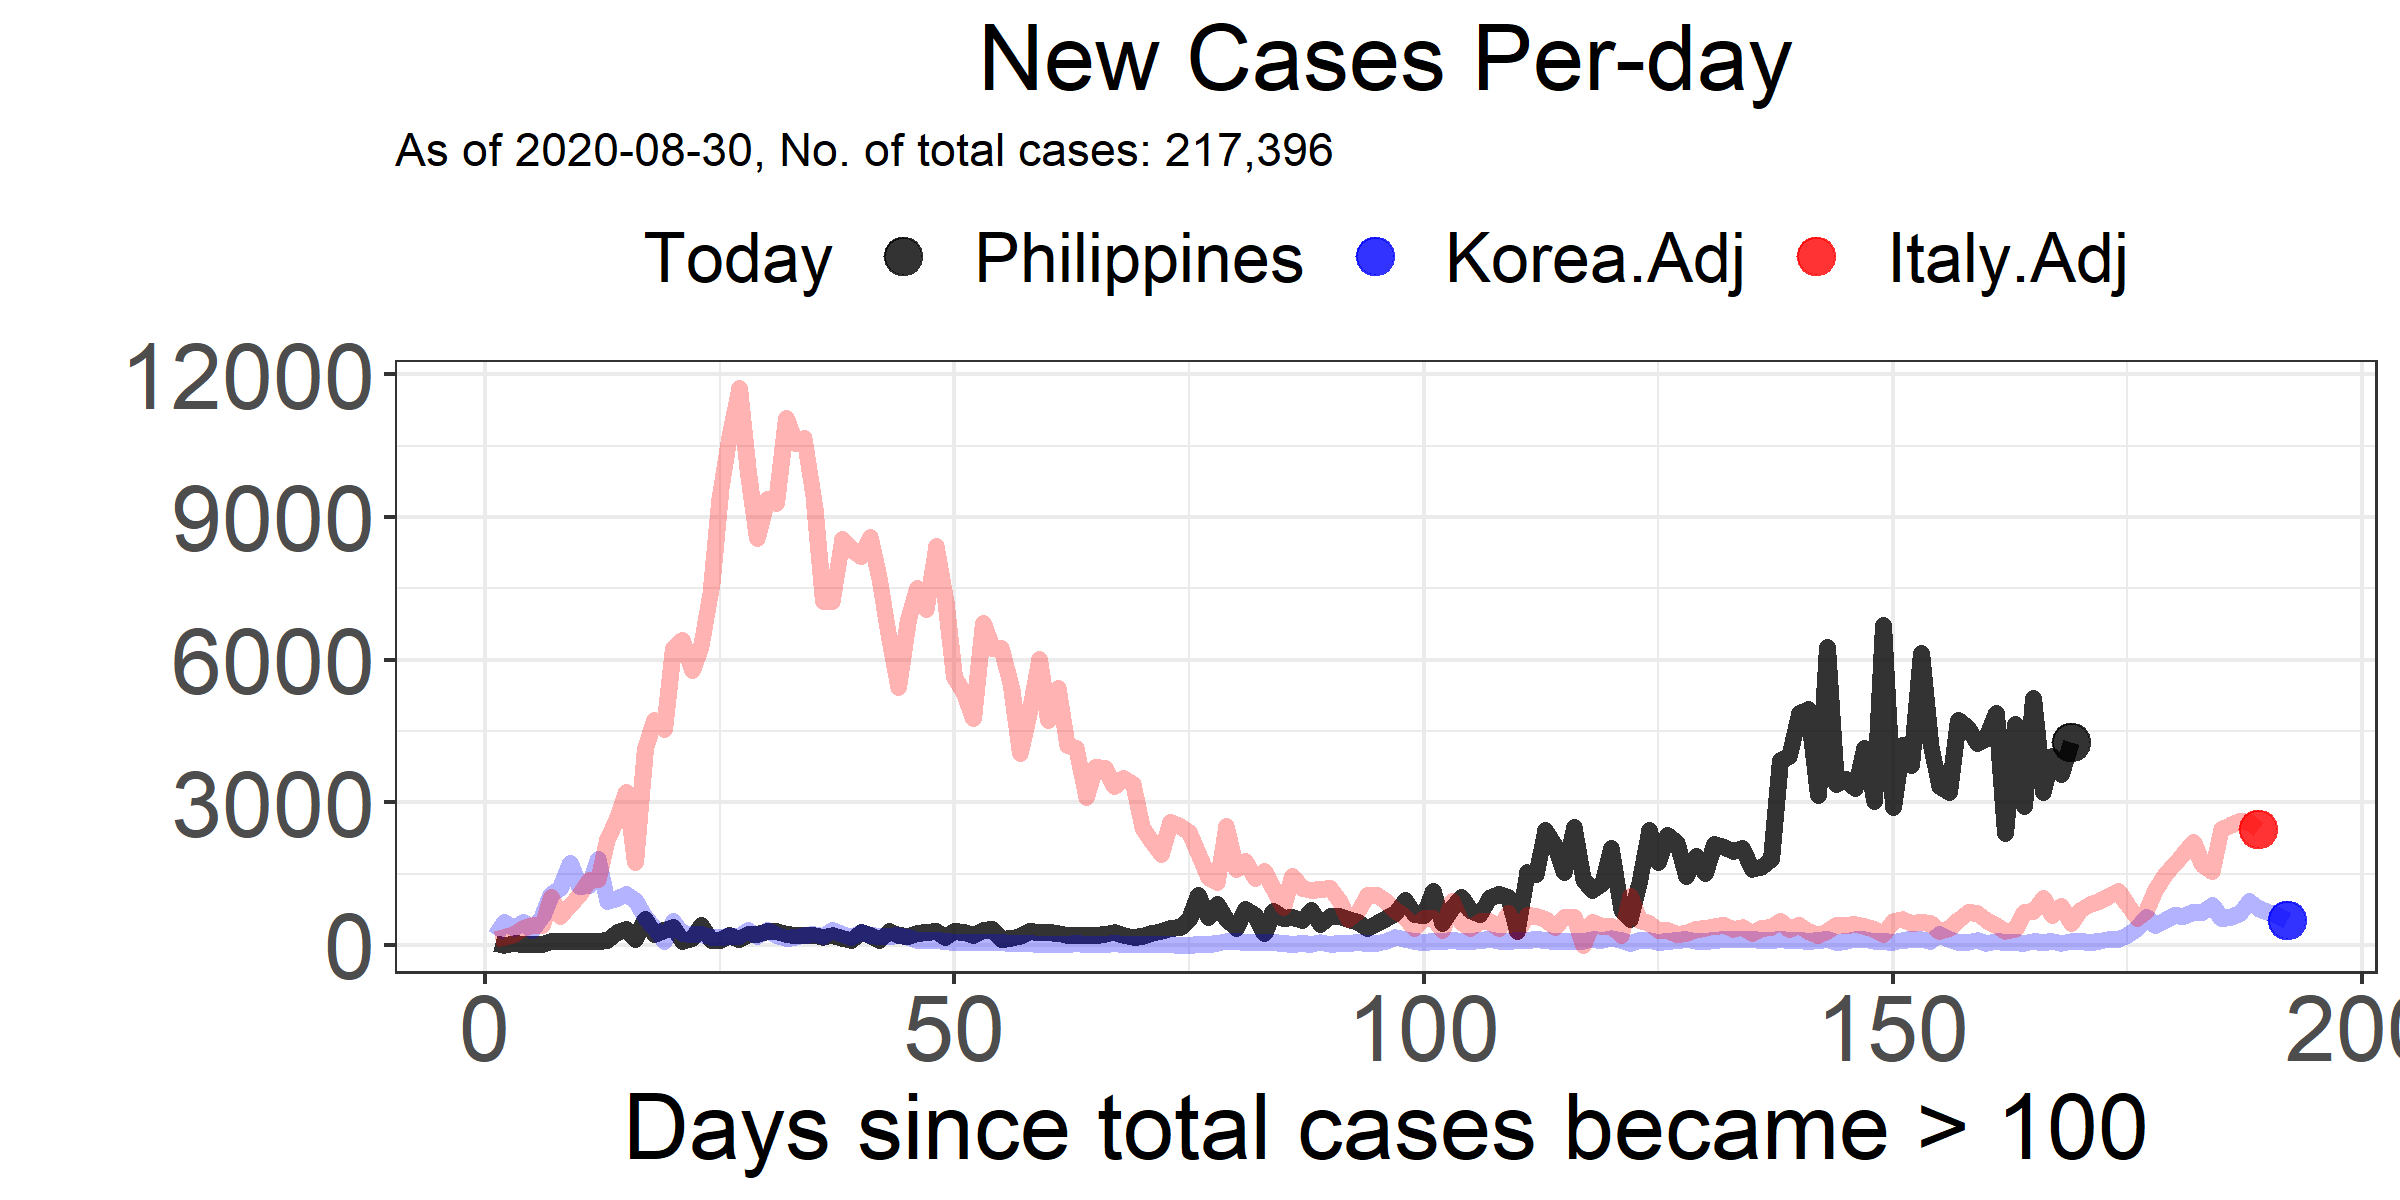 New Cases Per-day
As of 2020-08-30, No. of total cases: 217,396
Today Philippines Korea.Adj Italy.Adj
12000
9000
6000
3000
0
0 50 100 150 200
Days since total cases became > 100